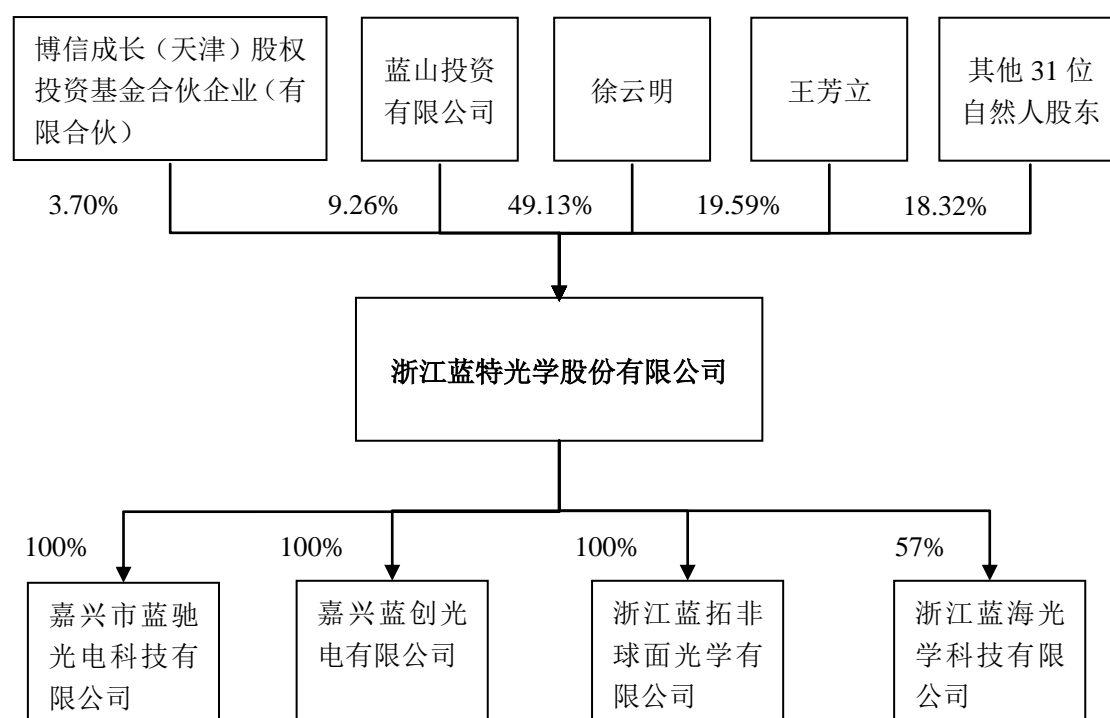 博信成长（天津）股权
投资基金合伙企业（有
限合伙）
蓝山投资
有限公司
徐云明
王芳立
其他 31 位
自然人股东
3.70%
9.26%
49.13%
19.59%
18.32%
浙江蓝特光学股份有限公司
100%
100%
100%
57%
嘉兴市蓝驰
光电科技有
限公司
嘉兴蓝创光
电有限公司
浙江蓝拓非
球面光学有
限公司
浙江蓝海光
学科技有限
公司